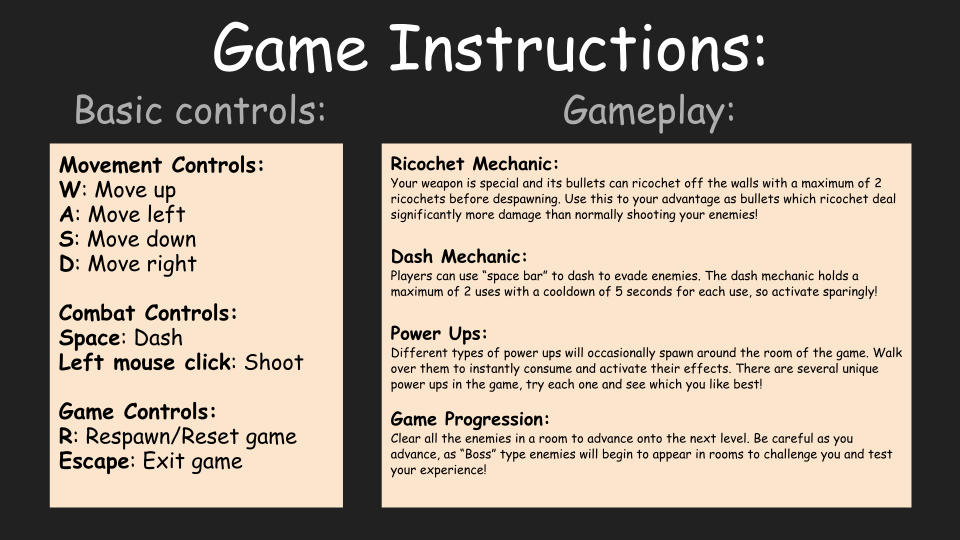 Game Instructions:
Basic controls:
Movement Controls:
W: Move up
A: Move left
S: Move down
D: Move right
Combat Controls:
Space: Dash
Left mouse click: Shoot
Game Controls:
R: Respawn/Reset game
Escape: Exit game
Gameplay:
Ricochet Mechanic:
Your weapon is special and its bullets can ricochet off the walls with a maximum of 2
ricochets before despawning. Use this to your advantage as bullets which ricochet deal
significantly more damage than normally shooting your enemies!
Dash Mechanic:
Players can use “space bar” to dash to evade enemies. The dash mechanic holds a
maximum of 2 uses with a cooldown of 5 seconds for each use, so activate sparingly!
Power Ups:
Different types of power ups will occasionally spawn around the room of the game. Walk
over them to instantly consume and activate their effects. There are several unique
power ups in the game, try each one and see which you like best!
Game Progression:
Clear all the enemies in a room to advance onto the next level. Be careful as you
advance, as “Boss” type enemies will begin to appear in rooms to challenge you and test
your experience!